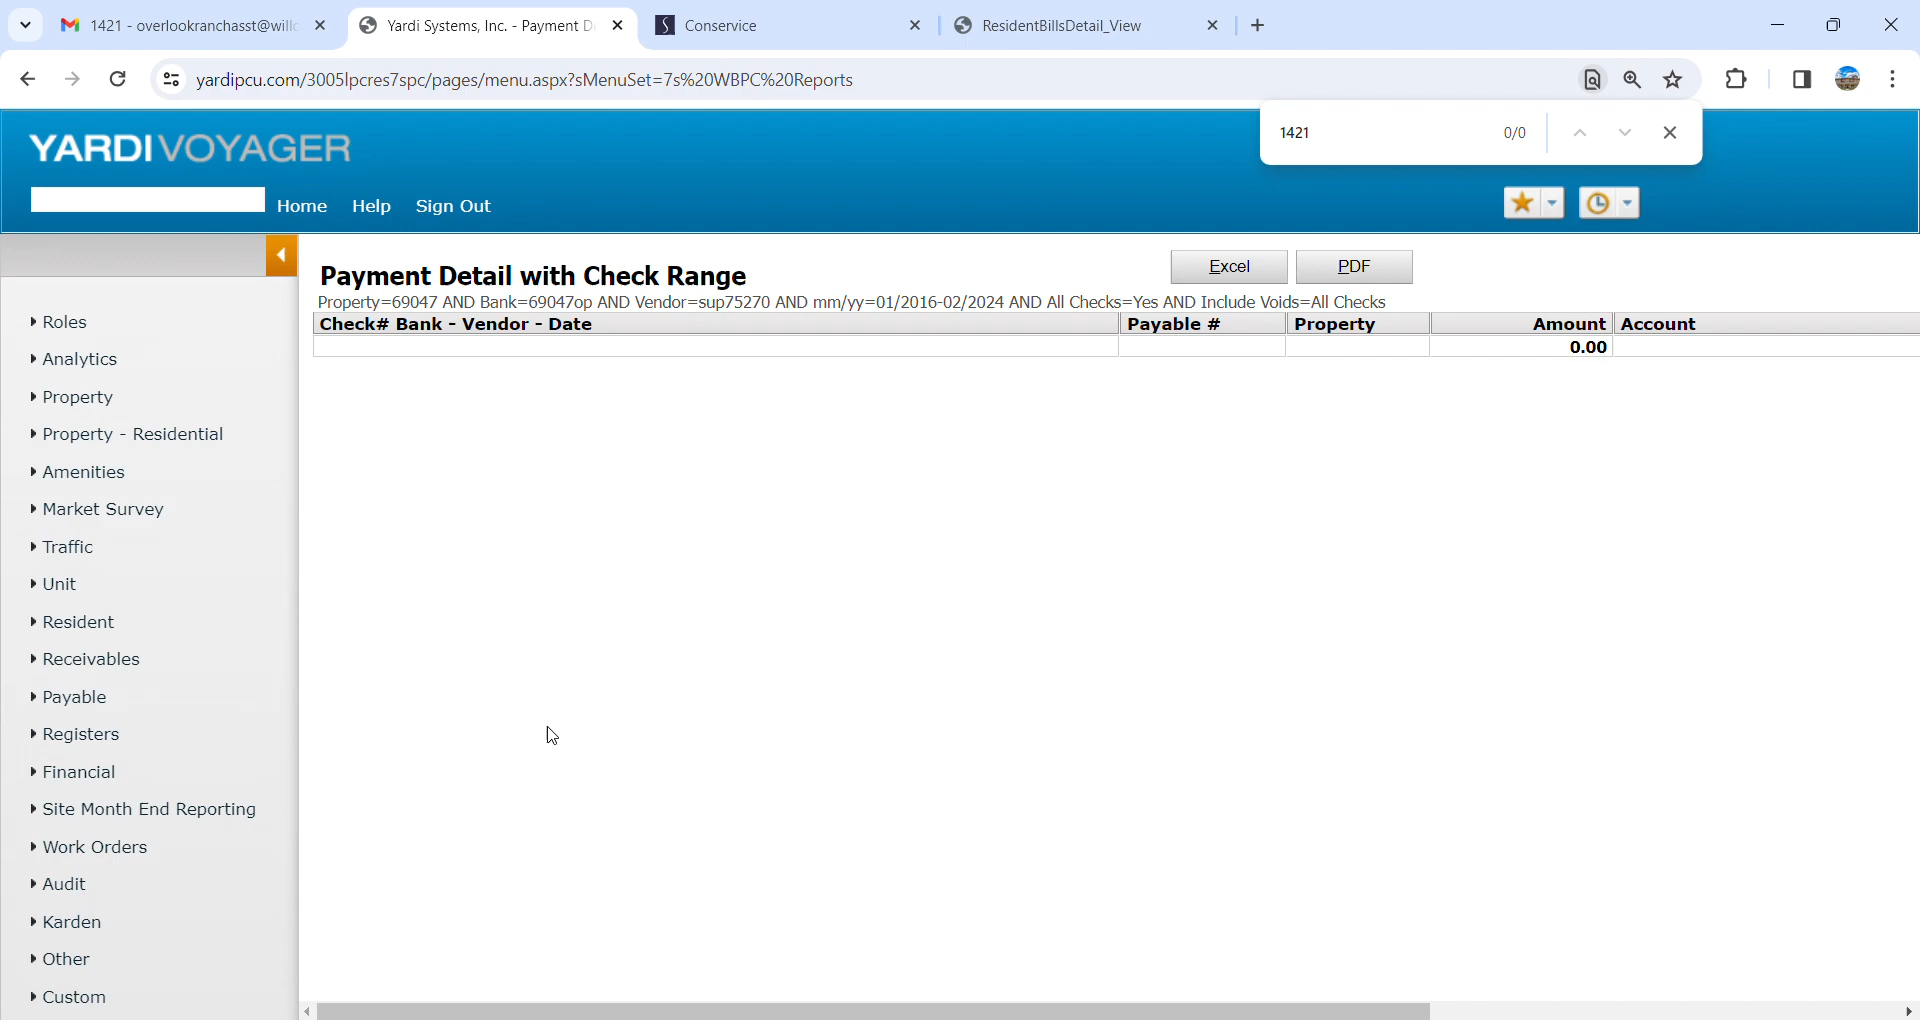 1421 - overlookranchasst@willc
Yardi Systems, Inc. - Payment D
Conservice
ResidentBillsDetail_View
yardipcu.com/3005lpcres7spc/pages/menu.aspx?sMenuSet=7s%20WBPC%20Reports
1421
0/0
YARDI VOYAGER
Home
Help
Sign Out
Payment Detail with Check Range
Excel
PDF
Property=69047 AND Bank=69047op AND Vendor=sup75270 AND mm/yy=01/2016-02/2024 AND All Checks=Yes AND Include Voids=All Checks
Check# Bank - Vendor - Date
Payable #
Property
Amount
Account
0.00
Roles
Analytics
Property
Property - Residential
Amenities
Market Survey
Traffic
Unit
Resident
Receivables
Payable
Registers
Financial
Site Month End Reporting
Work Orders
Audit
Karden
Other
Custom